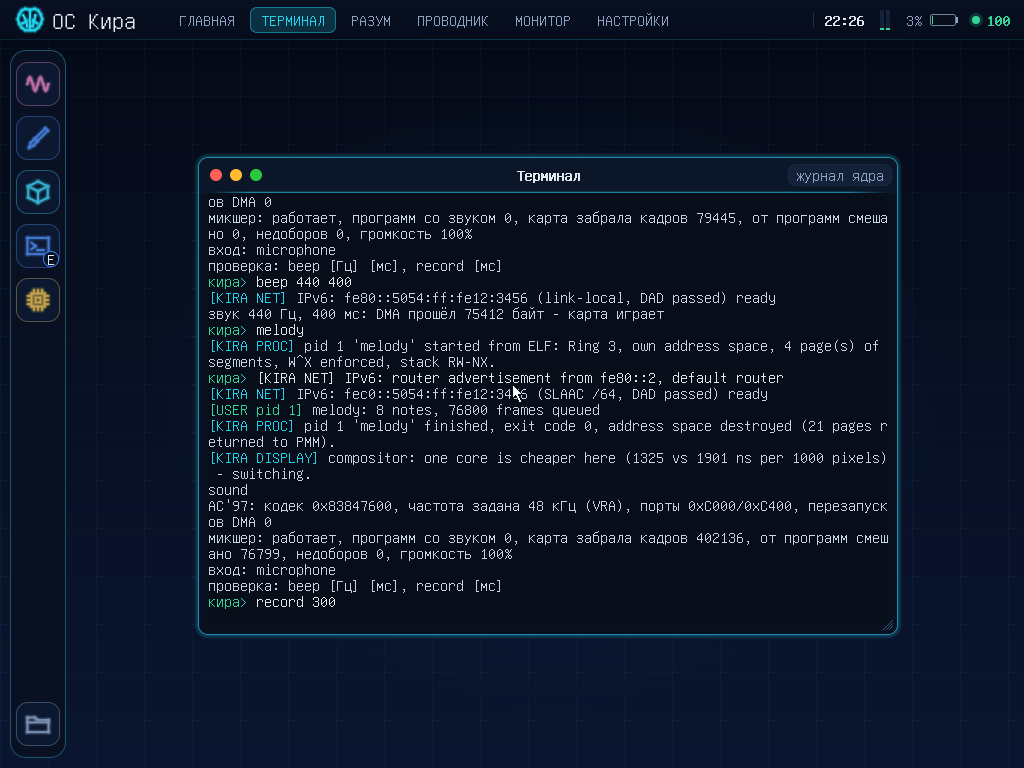 ОС Кира
ГЛАВНАЯ ТЕРМИНАЛ РАЗУМ ПРОВОДНИК МОНИТОР НАСТРОЙКИ
22:26 3% 100
E
Терминал
журнал ядра
ов DMA 0
микшер: работает, программ со звуком 0, карта забрала кадров 79445, от программ смеша
но 0, недоборов 0, громкость 100%
вход: microphone
проверка: beep [Гц] [мс], record [мс]
кира> beep 440 400
[KIRA NET] IPv6: fe80::5054:ff:fe12:3456 (link-local, DAD passed) ready
звук 440 Гц, 400 мс: DMA прошёл 75412 байт - карта играет
кира> melody
[KIRA PROC] pid 1 'melody' started from ELF: Ring 3, own address space, 4 page(s) of
segments, W^X enforced, stack RW-NX.
кира> [KIRA NET] IPv6: router advertisement from fe80::2, default router
[KIRA NET] IPv6: fec0::5054:ff:fe12:3456 (SLAAC /64, DAD passed) ready
[USER pid 1] melody: 8 notes, 76800 frames queued
[KIRA PROC] pid 1 'melody' finished, exit code 0, address space destroyed (21 pages r
eturned to PMM).
[KIRA DISPLAY] compositor: one core is cheaper here (1325 vs 1901 ns per 1000 pixels)
- switching.
sound
AC'97: кодек 0x83847600, частота задана 48 кГц (VRA), порты 0xC000/0xC400, перезапуск
ов DMA 0
микшер: работает, программ со звуком 0, карта забрала кадров 402136, от программ смеш
ано 76799, недоборов 0, громкость 100%
вход: microphone
проверка: beep [Гц] [мс], record [мс]
кира> record 300